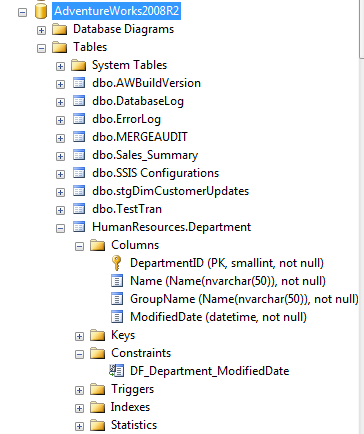 AdventureWorks2008R2
Database Diagrams
Tables
System Tables
dbo.AWBuildVersion
dbo.DatabaseLog
dbo.ErrorLog
dbo.MERGEAUDIT
dbo.Sales_Summary
dbo.SSIS Configurations
dbo.stgDimCustomerUpdates
dbo.TestTran
HumanResources.Department
Columns
DepartmentID (PK, smallint, not null)
Name (Name(nvarchar(50)), not null)
GroupName (Name(nvarchar(50)), not null)
ModifiedDate (datetime, not null)
Keys
Constraints
DF_Department_ModifiedDate
Triggers
Indexes
Statistics